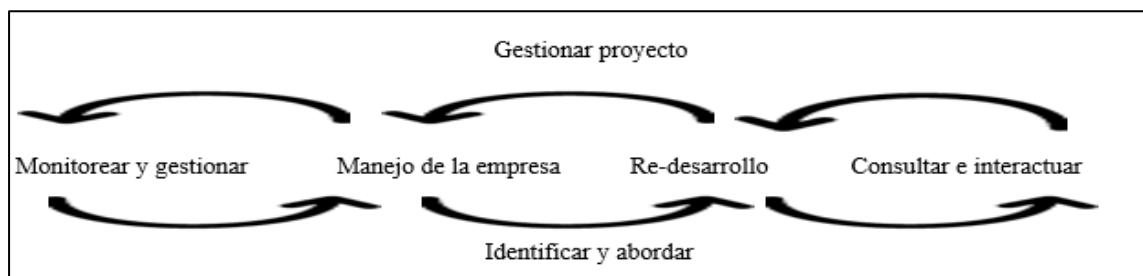 Gestionar proyecto
Monitorear y gestionar Manejo de la empresa Re-desarrollo Consultar e interactuar
Identificar y abordar